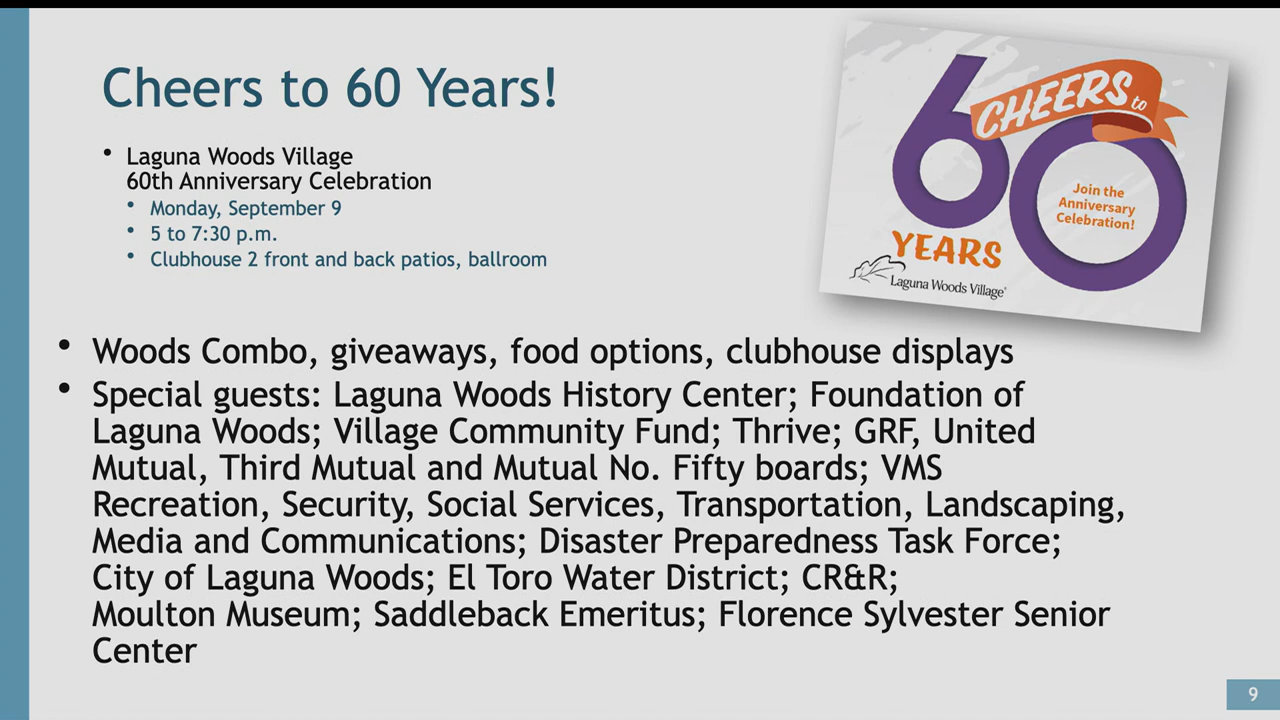 Cheers to 60 Years!
• Laguna Woods Village
60th Anniversary Celebration
• Monday, September 9
• 5 to 7:30 p.m.
• Clubhouse 2 front and back patios, ballroom
CHEERS to
60
Join the
Anniversary
Celebration!
YEARS
Laguna Woods Village®
• Woods Combo, giveaways, food options, clubhouse displays
• Special guests: Laguna Woods History Center; Foundation of
Laguna Woods; Village Community Fund; Thrive; GRF, United
Mutual, Third Mutual and Mutual No. Fifty boards; VMS
Recreation, Security, Social Services, Transportation, Landscaping,
Media and Communications; Disaster Preparedness Task Force;
City of Laguna Woods; El Toro Water District; CR&R;
Moulton Museum; Saddleback Emeritus; Florence Sylvester Senior
Center
9